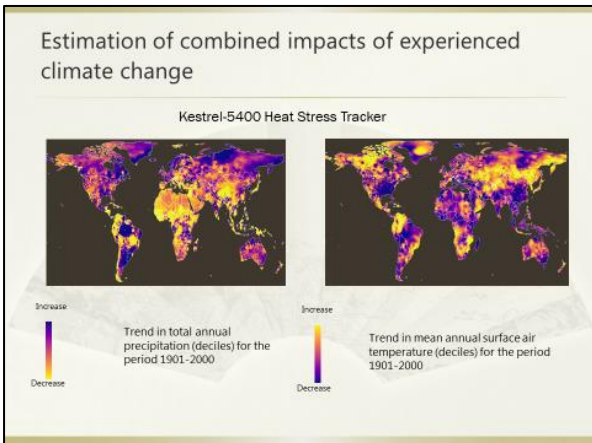 Estimation of combined impacts of experienced
climate change
Kestrel-5400 Heat Stress Tracker
Increase
Decrease
Trend in total annual
precipitation (deciles) for the
period 1901-2000
Increase
Decrease
Trend in mean annual surface air
temperature (deciles) for the period
1901-2000